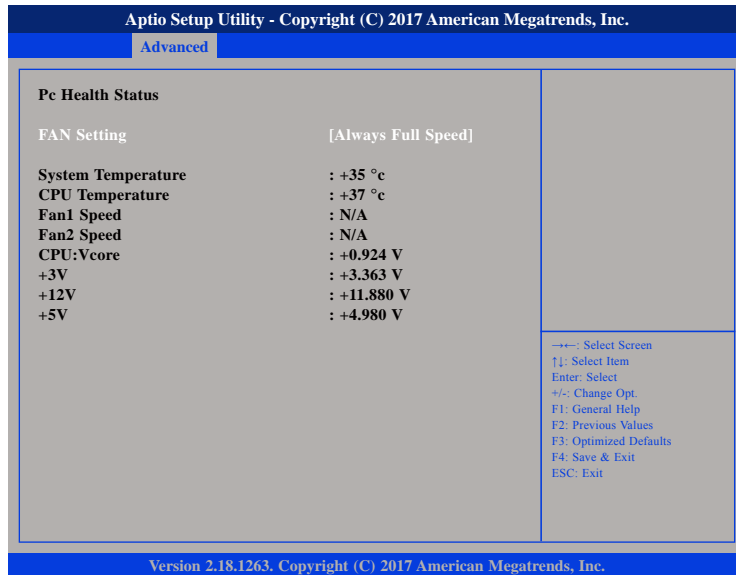 Aptio Setup Utility - Copyright (C) 2017 American Megatrends, Inc.
Advanced
Pc Health Status
FAN Setting [Always Full Speed]
System Temperature : +35 °c
CPU Temperature : +37 °c
Fan1 Speed : N/A
Fan2 Speed : N/A
CPU:Vcore : +0.924 V
+3V : +3.363 V
+12V : +11.880 V
+5V : +4.980 V
→←: Select Screen
↑↓: Select Item
Enter: Select
+/-: Change Opt.
F1: General Help
F2: Previous Values
F3: Optimized Defaults
F4: Save & Exit
ESC: Exit
Version 2.18.1263. Copyright (C) 2017 American Megatrends, Inc.